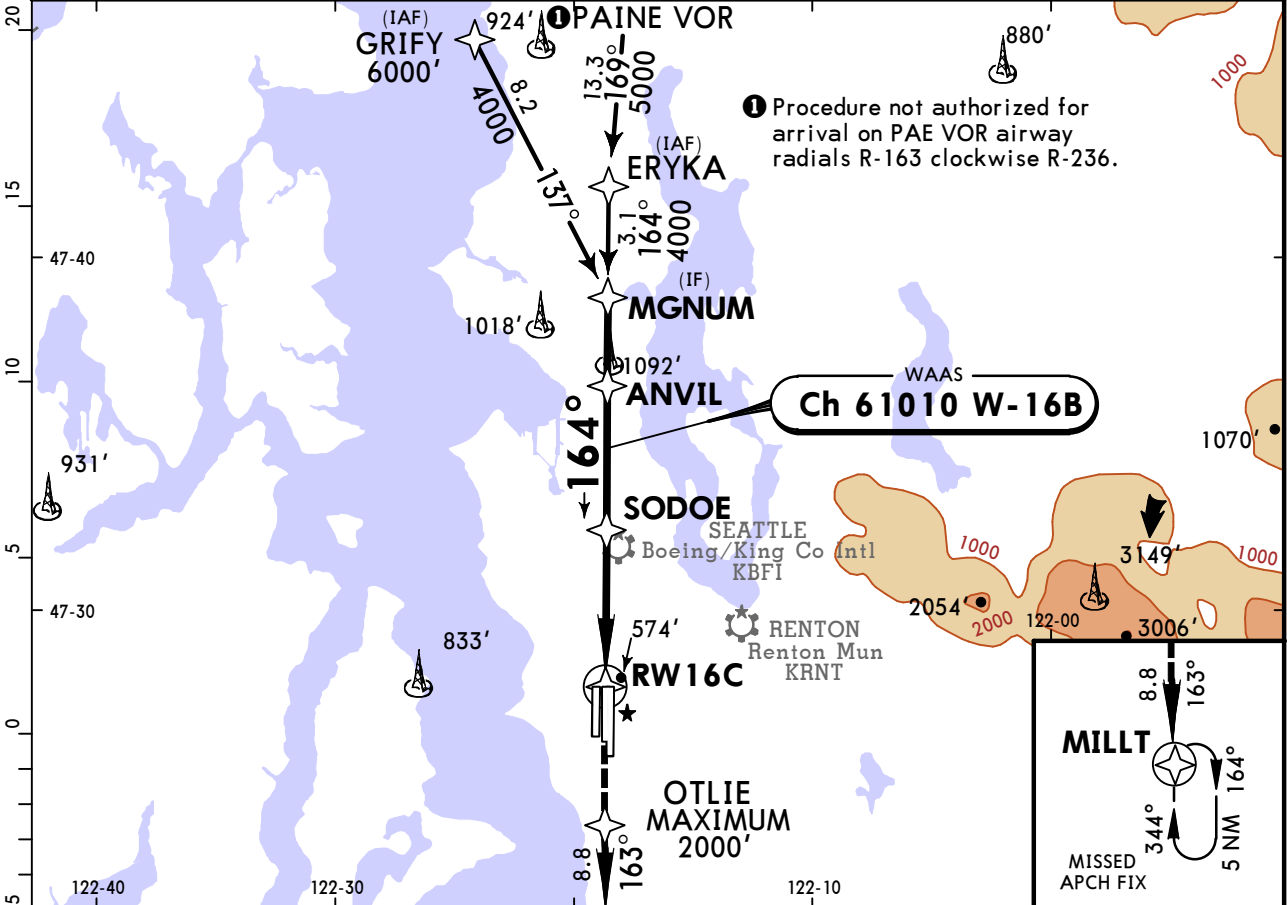 20
(IAF)
GRIFY
6000'
924'
❶PAINE VOR
13.3
169°
5000
880'
1000
❶ Procedure not authorized for
arrival on PAE VOR airway
radials R-163 clockwise R-236.
8.2
4000
137°
(IAF)
ERYKA
3.1
164°
4000
15
47-40
(IF)
MGNUM
1018'
1092'
ANVIL
10
WAAS
Ch 61010 W-16B
164°
1070'
931'
SODOE
SEATTLE
Boeing/King Co Intl
KBFI
5
1000
3149'
1000
47-30
2054'
2000
122-00
3006'
833'
574'
RENTON
Renton Mun
KRNT
RW16C
0
OTLIE
MAXIMUM
2000'
8.8
163°
8.8
163°
MILLT
344°
164°
5 NM
MISSED
APCH FIX
5
122-40
122-30
122-10